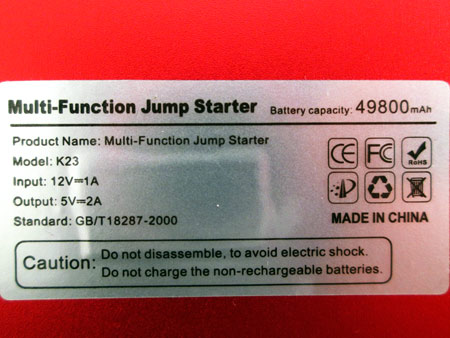 Multi-Function Jump Starter Battery capacity: 49800mAh
Product Name: Multi-Function Jump Starter
Model: K23
Input: 12V⎓1A
Output: 5V⎓2A
Standard: GB/T18287-2000
CE FC RoHS
MADE IN CHINA
Caution: Do not disassemble, to avoid electric shock.
Do not charge the non-rechargeable batteries.